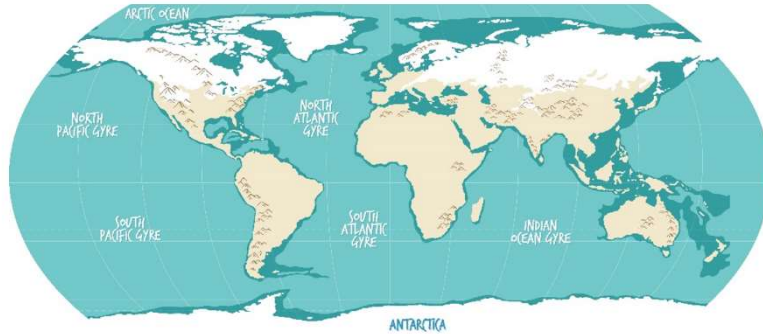 ARCTIC OCEAN
NORTH
PACIFIC GYRE
NORTH
ATLANTIC
GYRE
SOUTH
PACIFIC GYRE
SOUTH
ATLANTIC
GYRE
INDIAN
OCEAN GYRE
ANTARCTICA